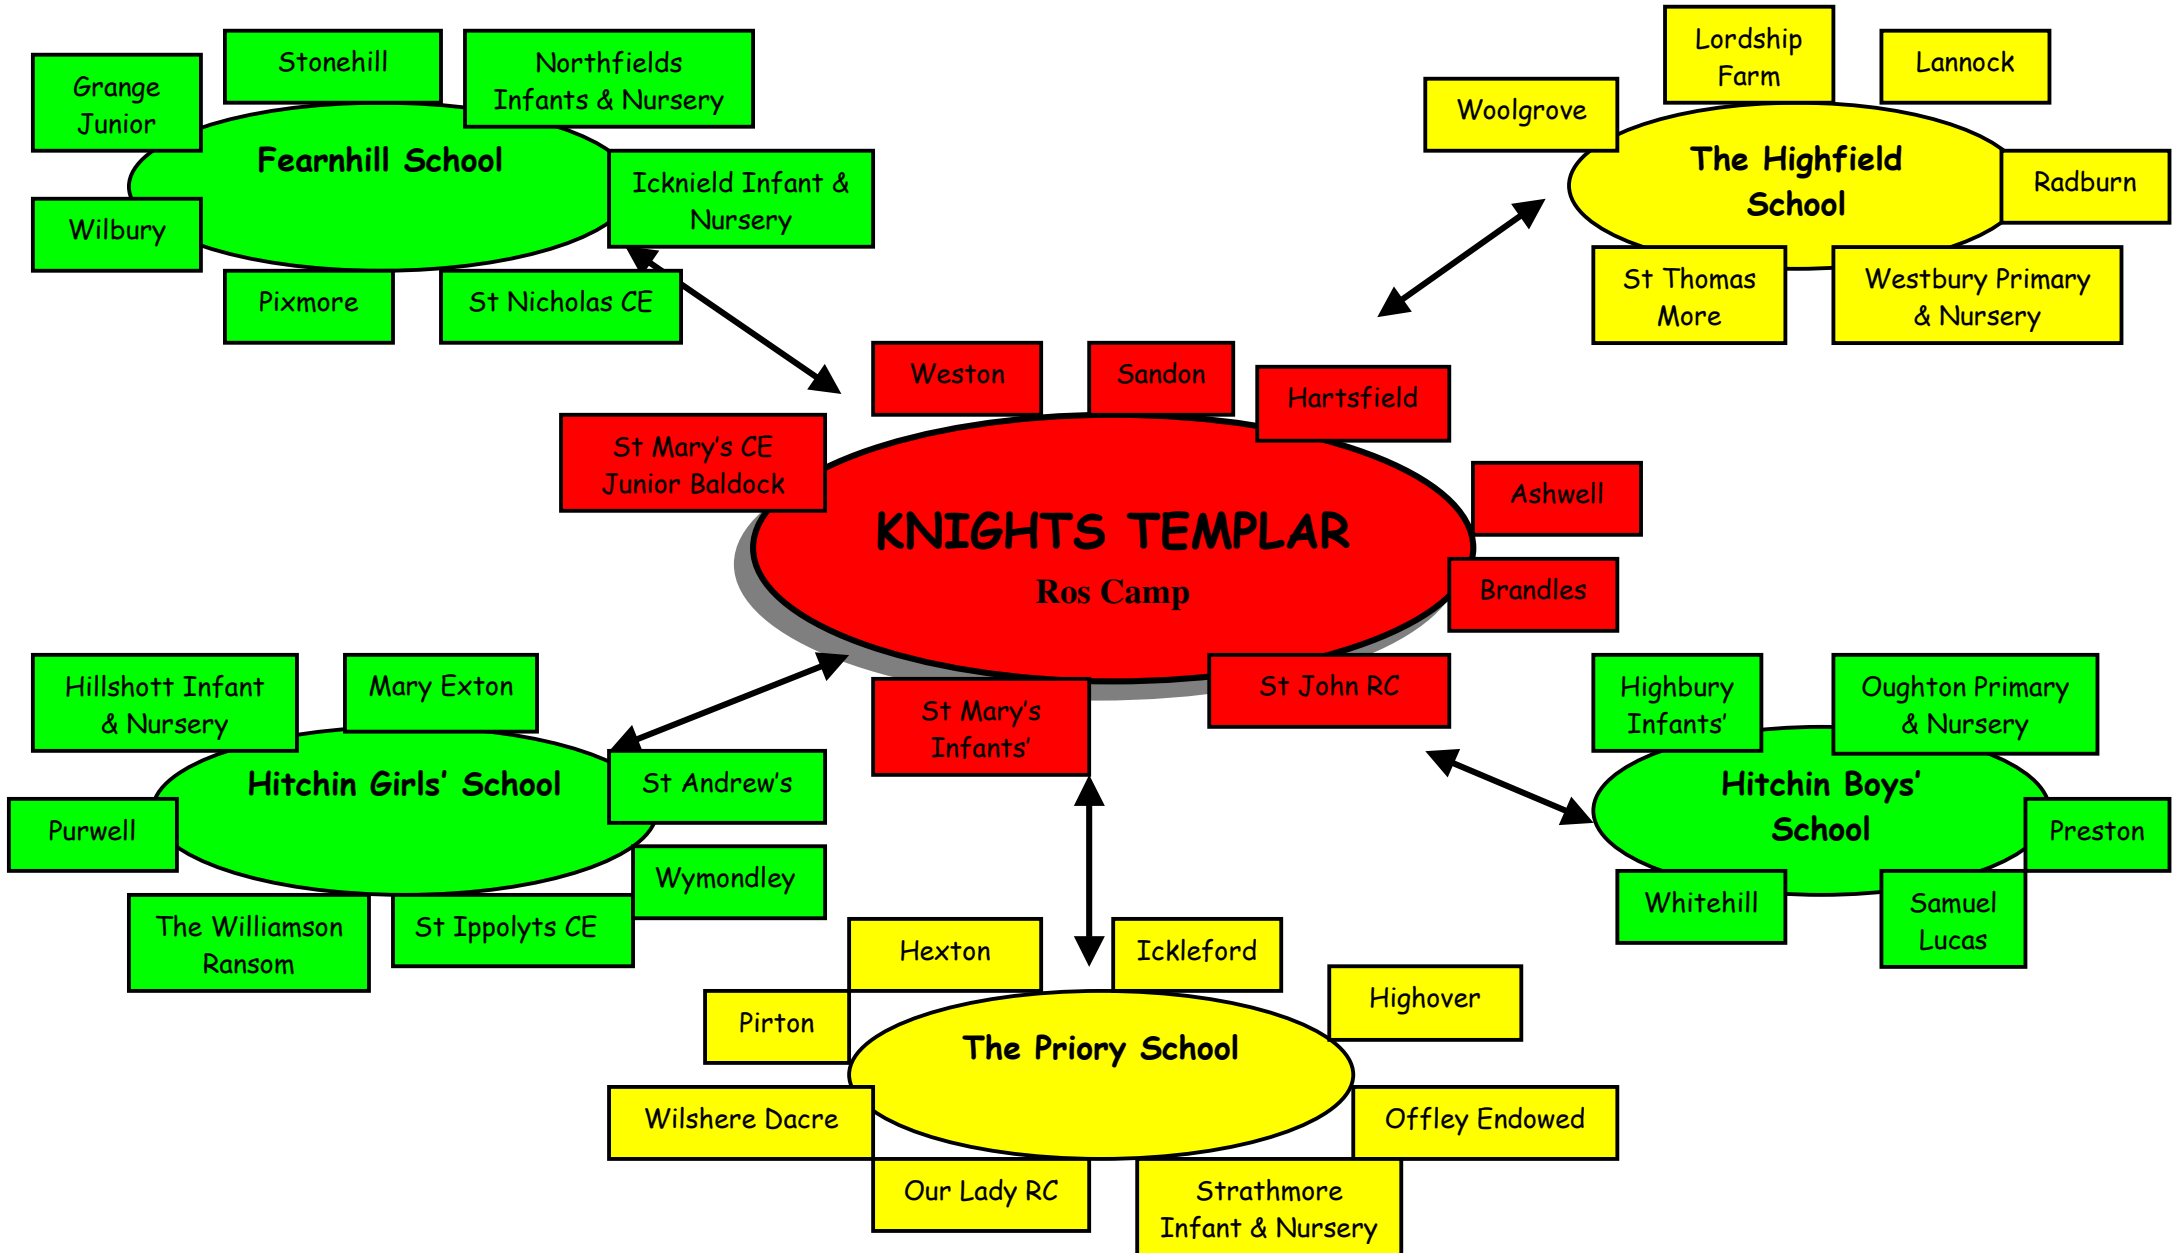 Grange
Junior
Stonehill
Northfields
Infants & Nursery
Fearnhill School
Icknield Infant &
Nursery
Wilbury
Pixmore
St Nicholas CE
Lordship
Farm
Lannock
Woolgrove
The Highfield
School
Radburn
St Thomas
More
Westbury Primary
& Nursery
Weston
Sandon
Hartsfield
St Mary's CE
Junior Baldock
Ashwell
KNIGHTS TEMPLAR
Ros Camp
Brandles
St Mary's
Infants'
St John RC
Hillshott Infant
& Nursery
Mary Exton
Hitchin Girls' School
St Andrew's
Purwell
Wymondley
The Williamson
Ransom
St Ippolyts CE
Highbury
Infants'
Oughton Primary
& Nursery
Hitchin Boys'
School
Preston
Whitehill
Samuel
Lucas
Hexton
Ickleford
Highover
Pirton
The Priory School
Wilshere Dacre
Offley Endowed
Our Lady RC
Strathmore
Infant & Nursery